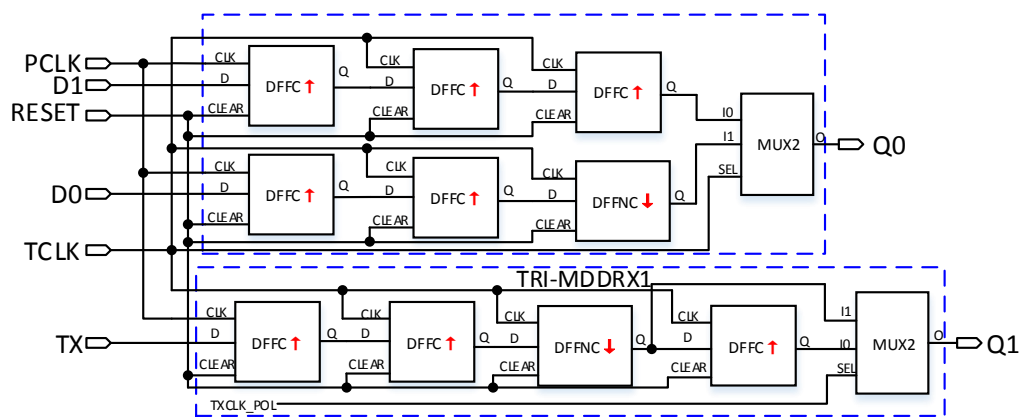 PCLK
D1
RESET
CLK
D
CLEAR
DFFC
Q
CLK
D
CLEAR
DFFC
Q
CLK
D
CLEAR
DFFC
Q
I0
I1
SEL
MUX2
O
Q0
D0
TCLK
CLK
D
CLEAR
DFFC
Q
CLK
D
CLEAR
DFFC
Q
CLK
D
CLEAR
DFFNC
Q
TRI-MDDRX1
TX
CLK
D
CLEAR
DFFC
Q
CLK
D
CLEAR
DFFC
Q
CLK
D
CLEAR
DFFNC
Q
CLK
D
CLEAR
DFFC
Q
I1
I0
SEL
MUX2
O
Q1
TXCLK_POL